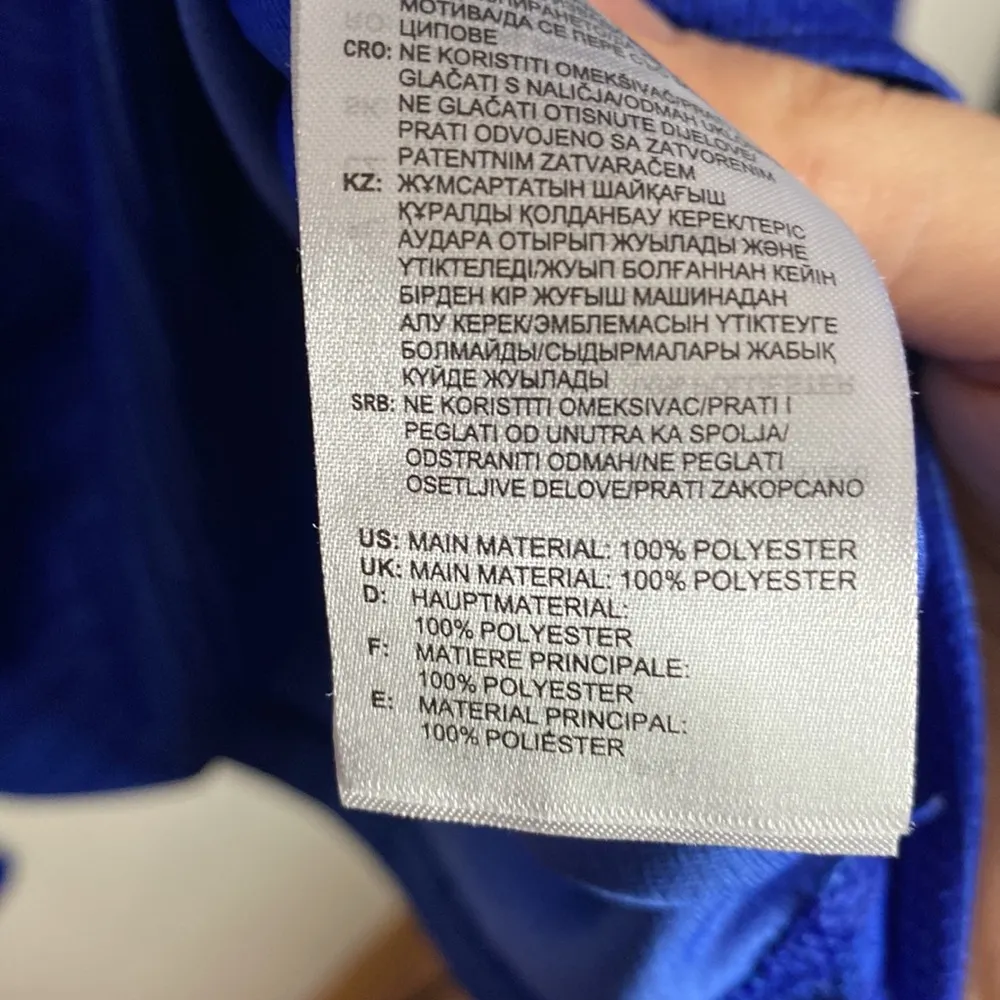 МОТИВА/ДА СЕ ПЕРЕ С
ЦИПОВЕ
CRO: NE KORISTITI OMEKŠIVAČ/
GLAČATI S NALIČJA/ODMAH
NE GLAČATI OTISNUTE DIJELOVE/
PRATI ODVOJENO SA ZATVORENIM
PATENTNIM ZATVARAČEM
KZ: ЖҰМСАРТАТЫН ШАЙҚАҒЫШ
ҚҰРАЛДЫ ҚОЛДАНБАУ КЕРЕК/ТЕРІС
АУДАРА ОТЫРЫП ЖУЫЛАДЫ ЖӘНЕ
ҮТІКТЕЛЕДІ/ЖУЫП БОЛҒАННАН КЕЙІН
БІРДЕН КІР ЖУҒЫШ МАШИНАДАН
АЛУ КЕРЕК/ЭМБЛЕМАСЫН ҮТІКТЕУГЕ
БОЛМАЙДЫ/СЫДЫРМАЛАРЫ ЖАБЫҚ
КҮЙДЕ ЖУЫЛАДЫ
SRB: NE KORISTITI OMEKSIVAC/PRATI I
PEGLATI OD UNUTRA KA SPOLJA/
ODSTRANITI ODMAH/NE PEGLATI
OSETLJIVE DELOVE/PRATI ZAKOPCANO
US: MAIN MATERIAL: 100% POLYESTER
UK: MAIN MATERIAL: 100% POLYESTER
D: HAUPTMATERIAL:
100% POLYESTER
F: MATIERE PRINCIPALE:
100% POLYESTER
E: MATERIAL PRINCIPAL:
100% POLIÉSTER